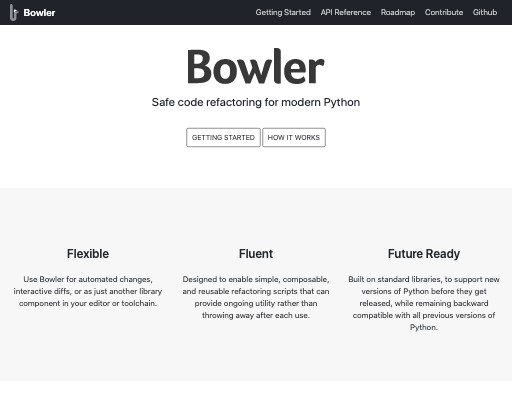 Bowler
Getting Started
API Reference
Roadmap
Contribute
Github
Bowler
Safe code refactoring for modern Python
GETTING STARTED
HOW IT WORKS
Flexible
Use Bowler for automated changes,
interactive diffs, or as just another library
component in your editor or toolchain.
Fluent
Designed to enable simple, composable,
and reusable refactoring scripts that can
provide ongoing utility rather than
throwing away after each use.
Future Ready
Built on standard libraries, to support new
versions of Python before they get
released, while remaining backward
compatible with all previous versions of
Python.